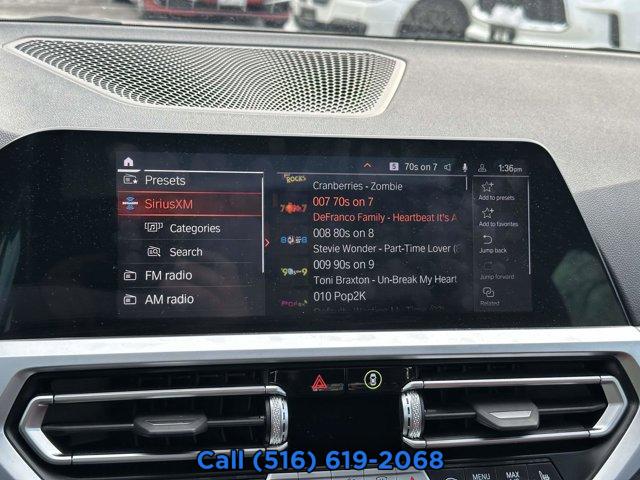 70s on 7
1:36pm
Presets
SiriusXM
Categories
Search
FM radio
AM radio
ROCKS
Cranberries - Zombie
007 70s on 7
DeFranco Family - Heartbeat It's A
008 80s on 8
Stevie Wonder - Part-Time Lover (
009 90s on 9
Toni Braxton - Un-Break My Heart
010 Pop2K
Add to presets
Add to favorites
Jump back
Jump forward
Related
MENU
MAX
Call (516) 619-2068